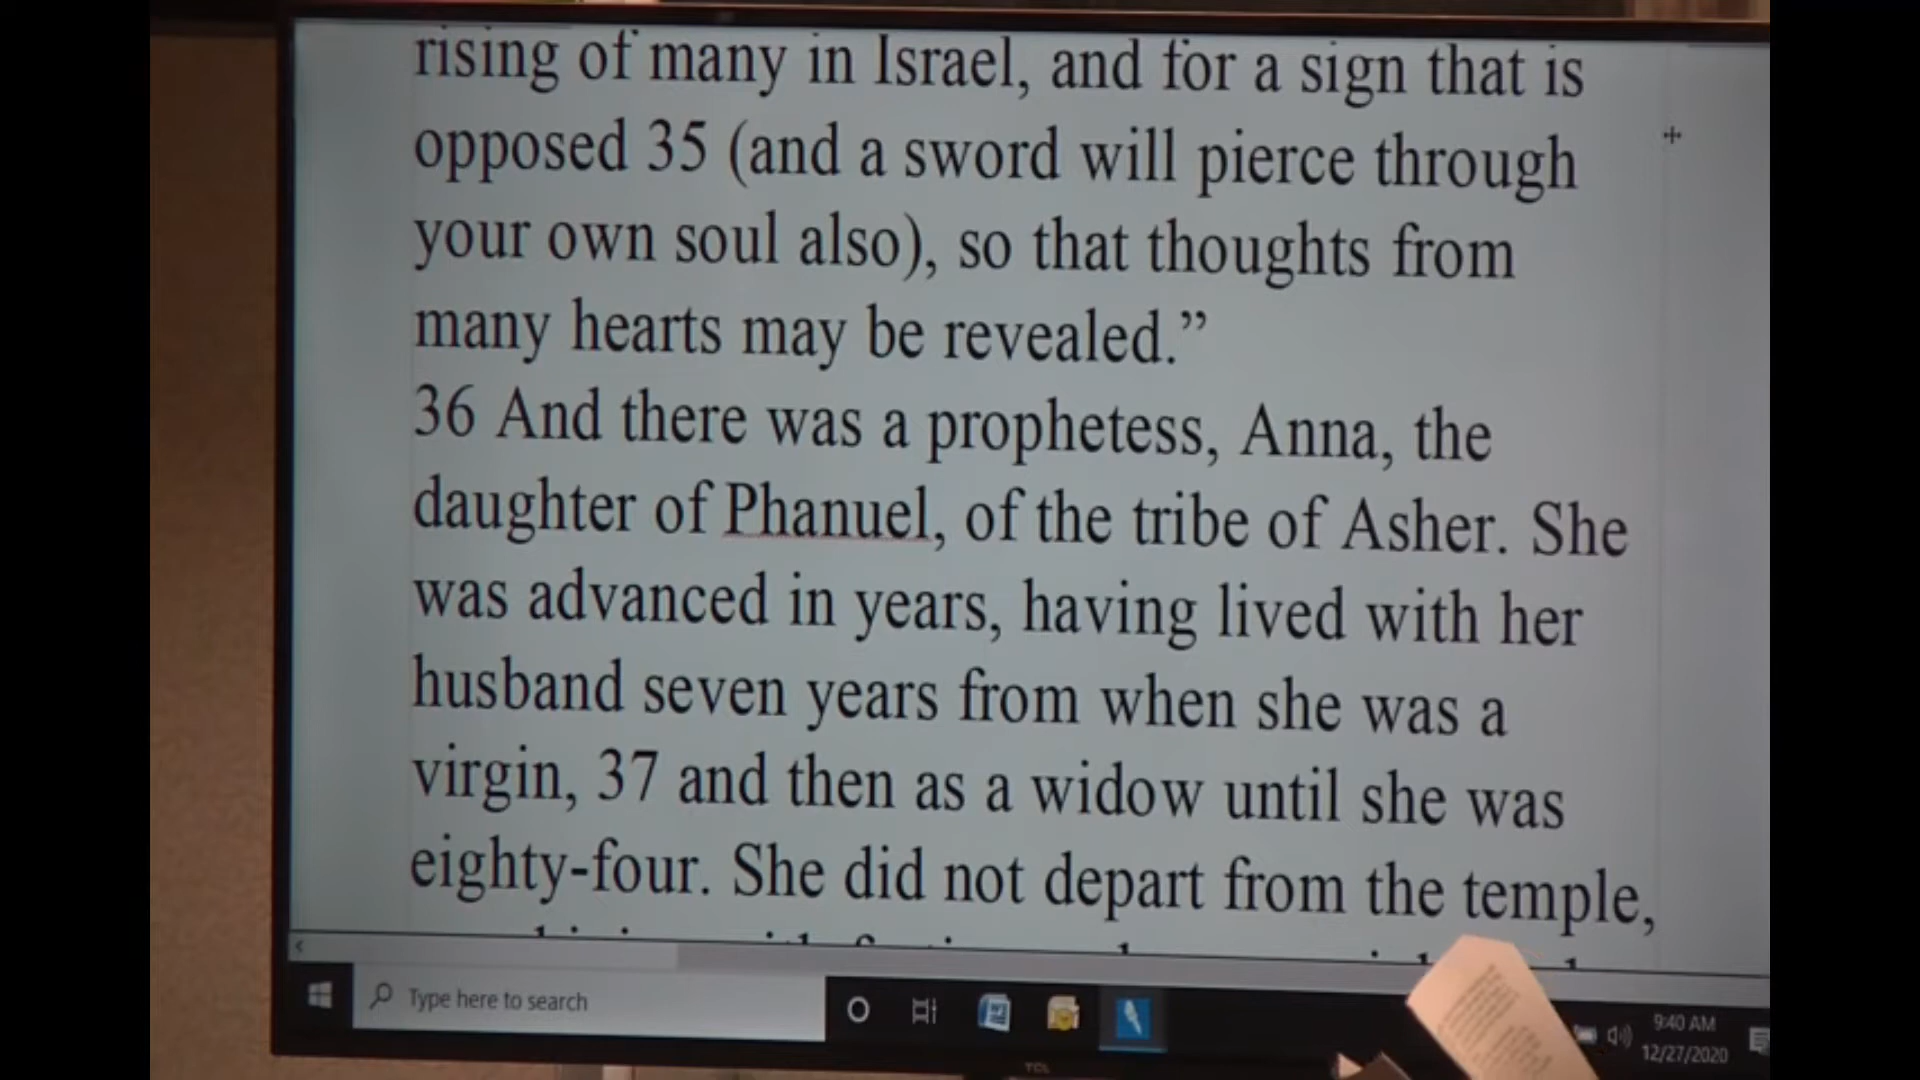 rising of many in Israel, and for a sign that is
opposed 35 (and a sword will pierce through
your own soul also), so that thoughts from
many hearts may be revealed.”
36 And there was a prophetess, Anna, the
daughter of Phanuel, of the tribe of Asher. She
was advanced in years, having lived with her
husband seven years from when she was a
virgin, 37 and then as a widow until she was
eighty-four. She did not depart from the temple,
Type here to search
9:40 AM
12/27/2020
TCL